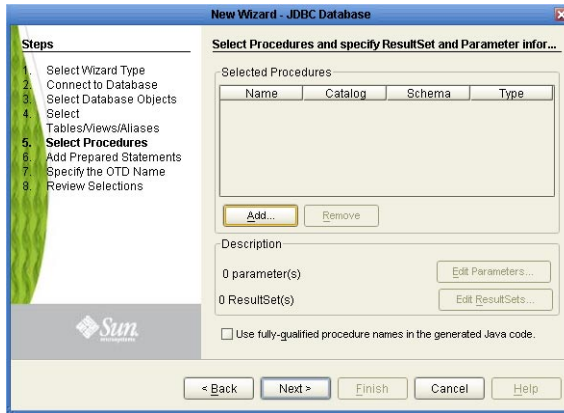 New Wizard - JDBC Database
Steps
1. Select Wizard Type
2. Connect to Database
3. Select Database Objects
4. Select
Tables/Views/Aliases
5. Select Procedures
6. Add Prepared Statements
7. Specify the OTD Name
8. Review Selections
Sun
microsystems
Select Procedures and specify ResultSet and Parameter infor...
Selected Procedures
Name Catalog Schema Type
Add... Remove
Description
0 parameter(s) Edit Parameters...
0 ResultSet(s) Edit ResultSets...
Use fully-qualified procedure names in the generated Java code.
< Back Next > Finish Cancel Help